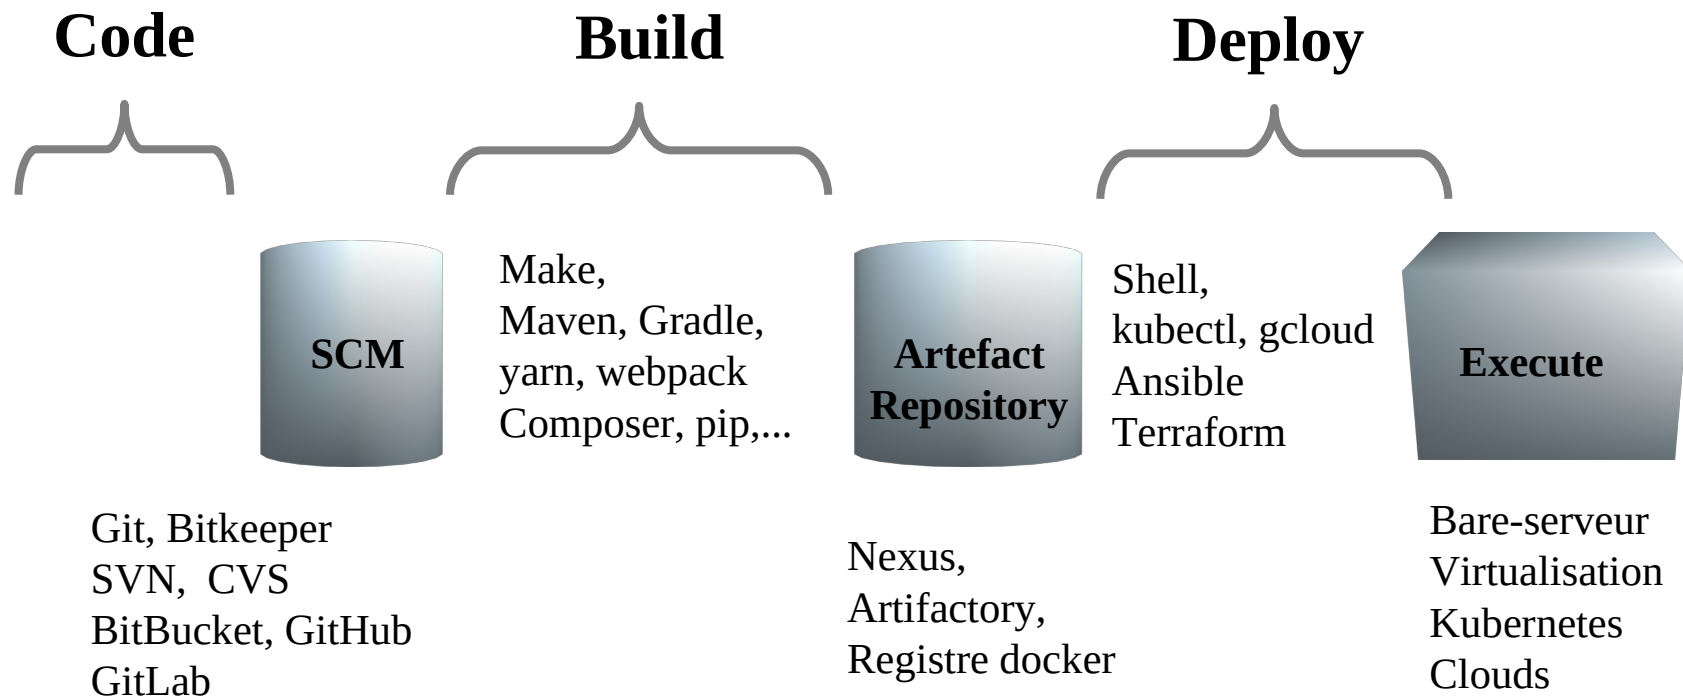 Code
Build
Deploy
SCM
Make,
Maven, Gradle,
yarn, webpack
Composer, pip,...
Artefact
Repository
Shell,
kubectl, gcloud
Ansible
Terraform
Execute
Git, Bitkeeper
SVN,  CVS
BitBucket, GitHub
GitLab
Nexus,
Artifactory,
Registre docker
Bare-serveur
Virtualisation
Kubernetes
Clouds